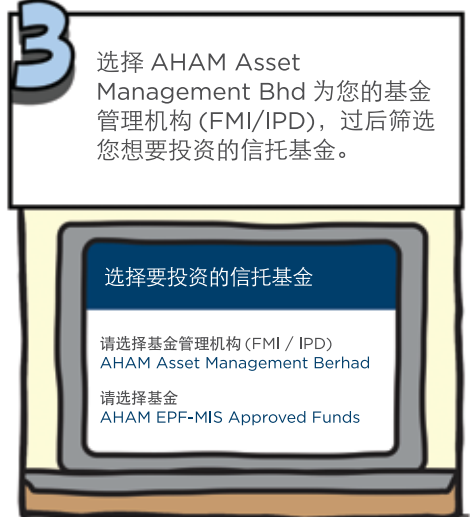 3
选择 AHAM Asset
Management Bhd 为您的基金
管理机构 (FMI/IPD)，过后筛选
您想要投资的信托基金。
选择要投资的信托基金
请选择基金管理机构 (FMI / IPD)
AHAM Asset Management Berhad
请选择基金
AHAM EPF-MIS Approved Funds